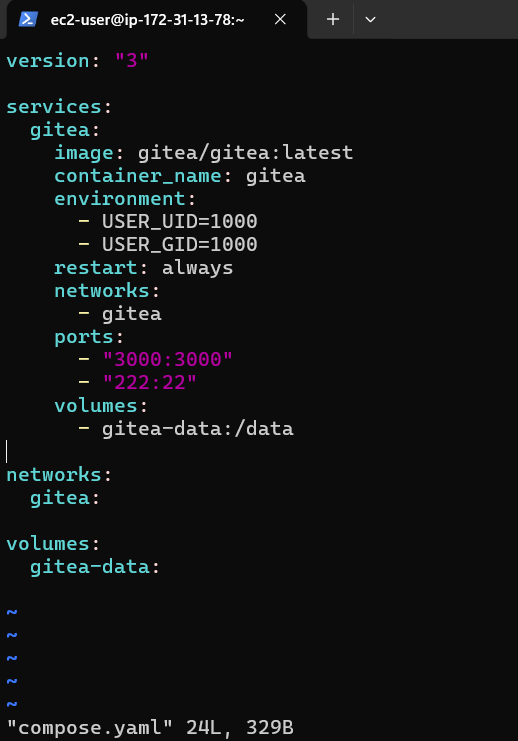 ec2-user@ip-172-31-13-78:~
version: "3"
services:
  gitea:
    image: gitea/gitea:latest
    container_name: gitea
    environment:
      - USER_UID=1000
      - USER_GID=1000
    restart: always
    networks:
      - gitea
    ports:
      - "3000:3000"
      - "222:22"
    volumes:
      - gitea-data:/data
networks:
  gitea:
volumes:
  gitea-data:
~
~
~
~
~
"compose.yaml" 24L, 329B